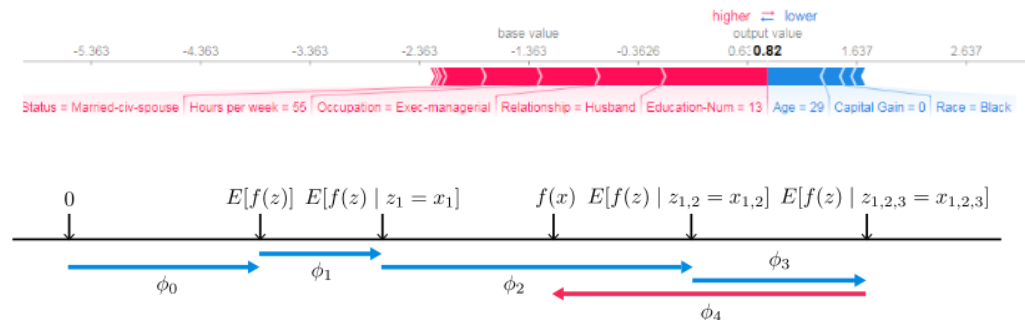 higher ⇄ lower
base value output value
-5.363 -4.363 -3.363 -2.363 -1.363 -0.3626 0.63 0.82 1.637 2.637
Status = Married-civ-spouse Hours per week = 55 Occupation = Exec-managerial Relationship = Husband Education-Num = 13 Age = 29 Capital Gain = 0 Race = Black
0 E[f(z)] E[f(z) | z₁ = x₁] f(x) E[f(z) | z₁,₂ = x₁,₂] E[f(z) | z₁,₂,₃ = x₁,₂,₃]
ϕ₀ ϕ₁ ϕ₂ ϕ₃
ϕ₄